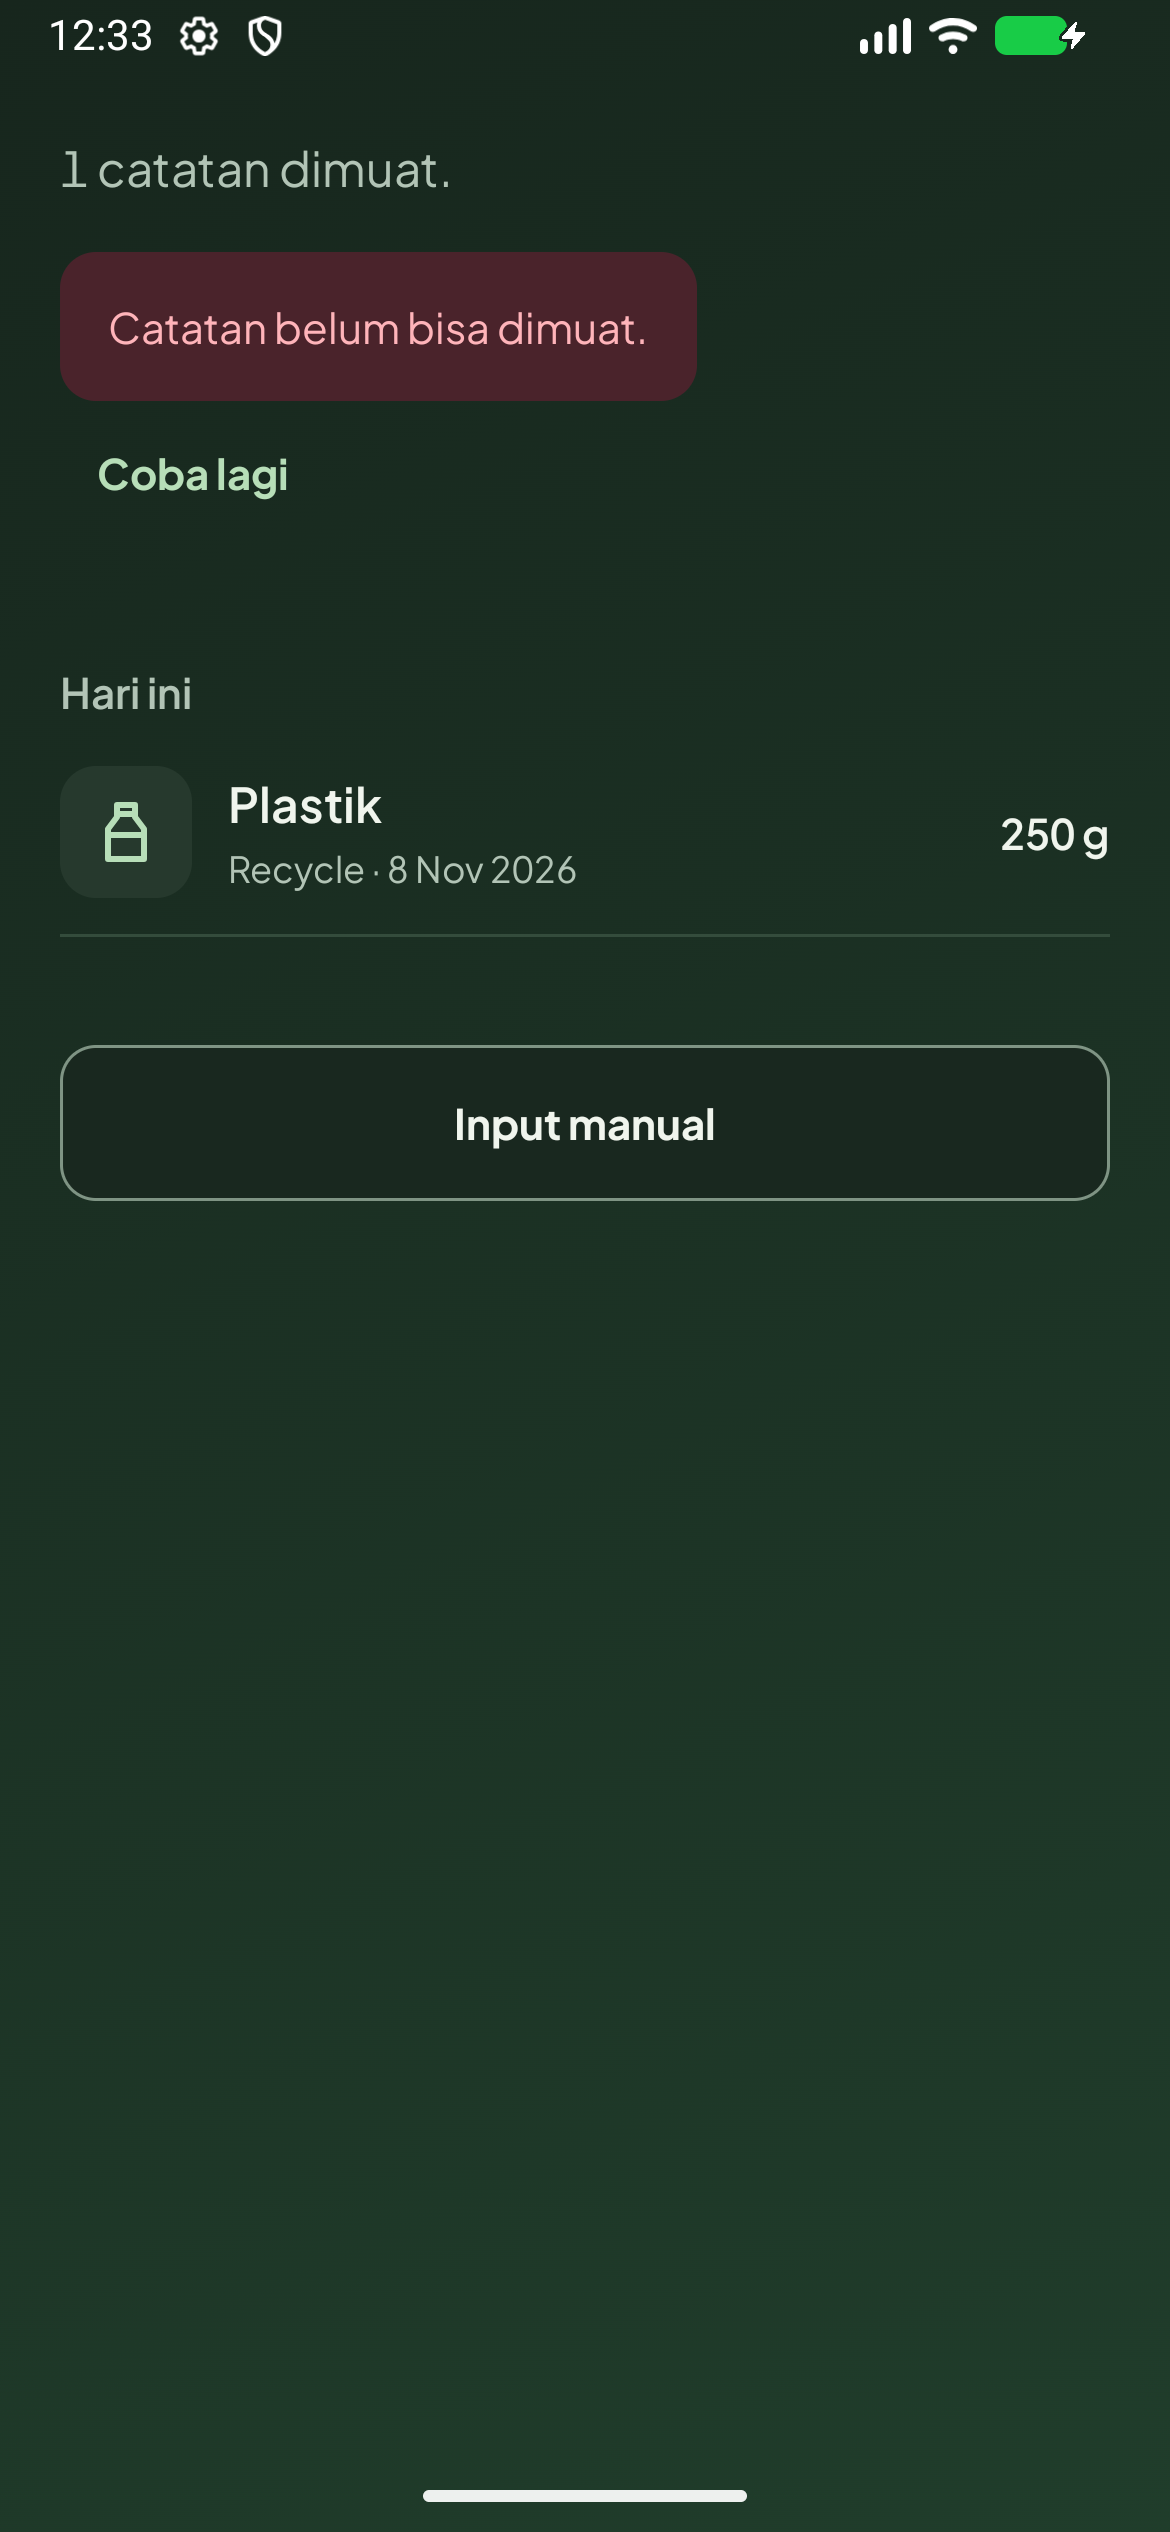 12:33
1 catatan dimuat.
Catatan belum bisa dimuat.
Coba lagi
Hari ini
Plastik
250 g
Recycle · 8 Nov 2026
Input manual